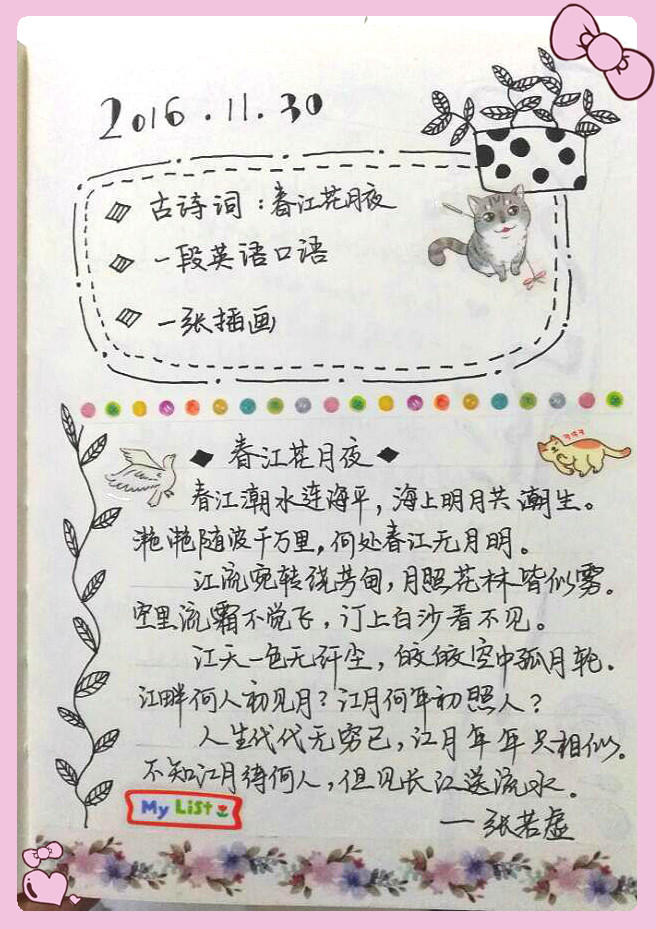 2016.11.30
古诗词：春江花月夜
一段英语口语
一张插画
春江花月夜
春江潮水连海平，海上明月共潮生。
滟滟随波千万里，何处春江无月明。
江流宛转绕芳甸，月照花林皆似雾。
空里流霜不觉飞，汀上白沙看不见。
江天一色无纤尘，皎皎空中孤月轮.
江畔何人初见月？江月何年初照人？
人生代代无穷已，江月年年只相似。
不知江月待何人，但见长江送流水。
My List
一张若虚